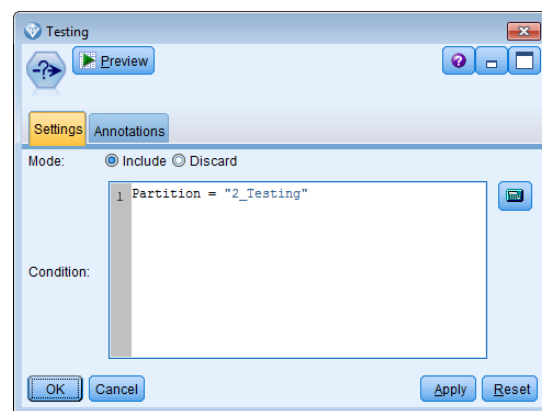 Testing
-?->
Preview
Settings Annotations
Mode: Include Discard
1 Partition = "2_Testing"
Condition:
OK Cancel Apply Reset